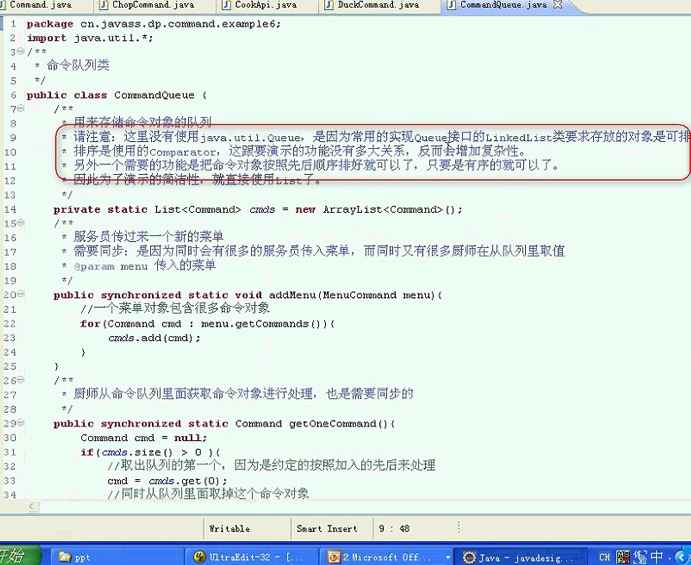 Command.java
ChopCommand.java
CookApi.java
DuckCommand.java
CommandQueue.java
1 package cn.javass.dp.command.example6;
2 import java.util.*;
3 /**
4 * 命令队列类
5 */
6 public class CommandQueue {
7 /**
8 * 用来存储命令对象的队列
9 * 请注意：这里没有使用java.util.Queue，是因为常用的实现Queue接口的LinkedList类要求存放的对象是可排
10 * 排序是使用的Comparator，这跟要演示的功能没有多大关系，反而会增加复杂性。
11 * 另外一个需要的功能是把命令对象按照先后顺序排好就可以了，只要是有序的就可以了。
12 * 因此为了演示的简洁性，就直接使用List了。
13 */
14 private static List<Command> cmds = new ArrayList<Command>();
15 /**
16 * 服务员传过来一个新的菜单
17 * 需要同步：是因为同时会有很多的服务员传入菜单，而同时又有很多厨师在从队列里取值
18 * @param menu 传入的菜单
19 */
20 public synchronized static void addMenu(MenuCommand menu){
21 //一个菜单对象包含很多命令对象
22 for(Command cmd : menu.getCommands()){
23 cmds.add(cmd);
24 }
25 }
26 /**
27 * 厨师从命令队列里面获取命令对象进行处理，也是需要同步的
28 */
29 public synchronized static Command getOneCommand(){
30 Command cmd = null;
31 if(cmds.size() > 0 ){
32 //取出队列的第一个，因为是约定的按照加入的先后来处理
33 cmd = cmds.get(0);
34 //同时从队列里面取掉这个命令对象
Writable Smart Insert 9 : 48
开始 ppt UltraEdit-32 - [... 2 Microsoft Off... Java - javadesig... CH 中